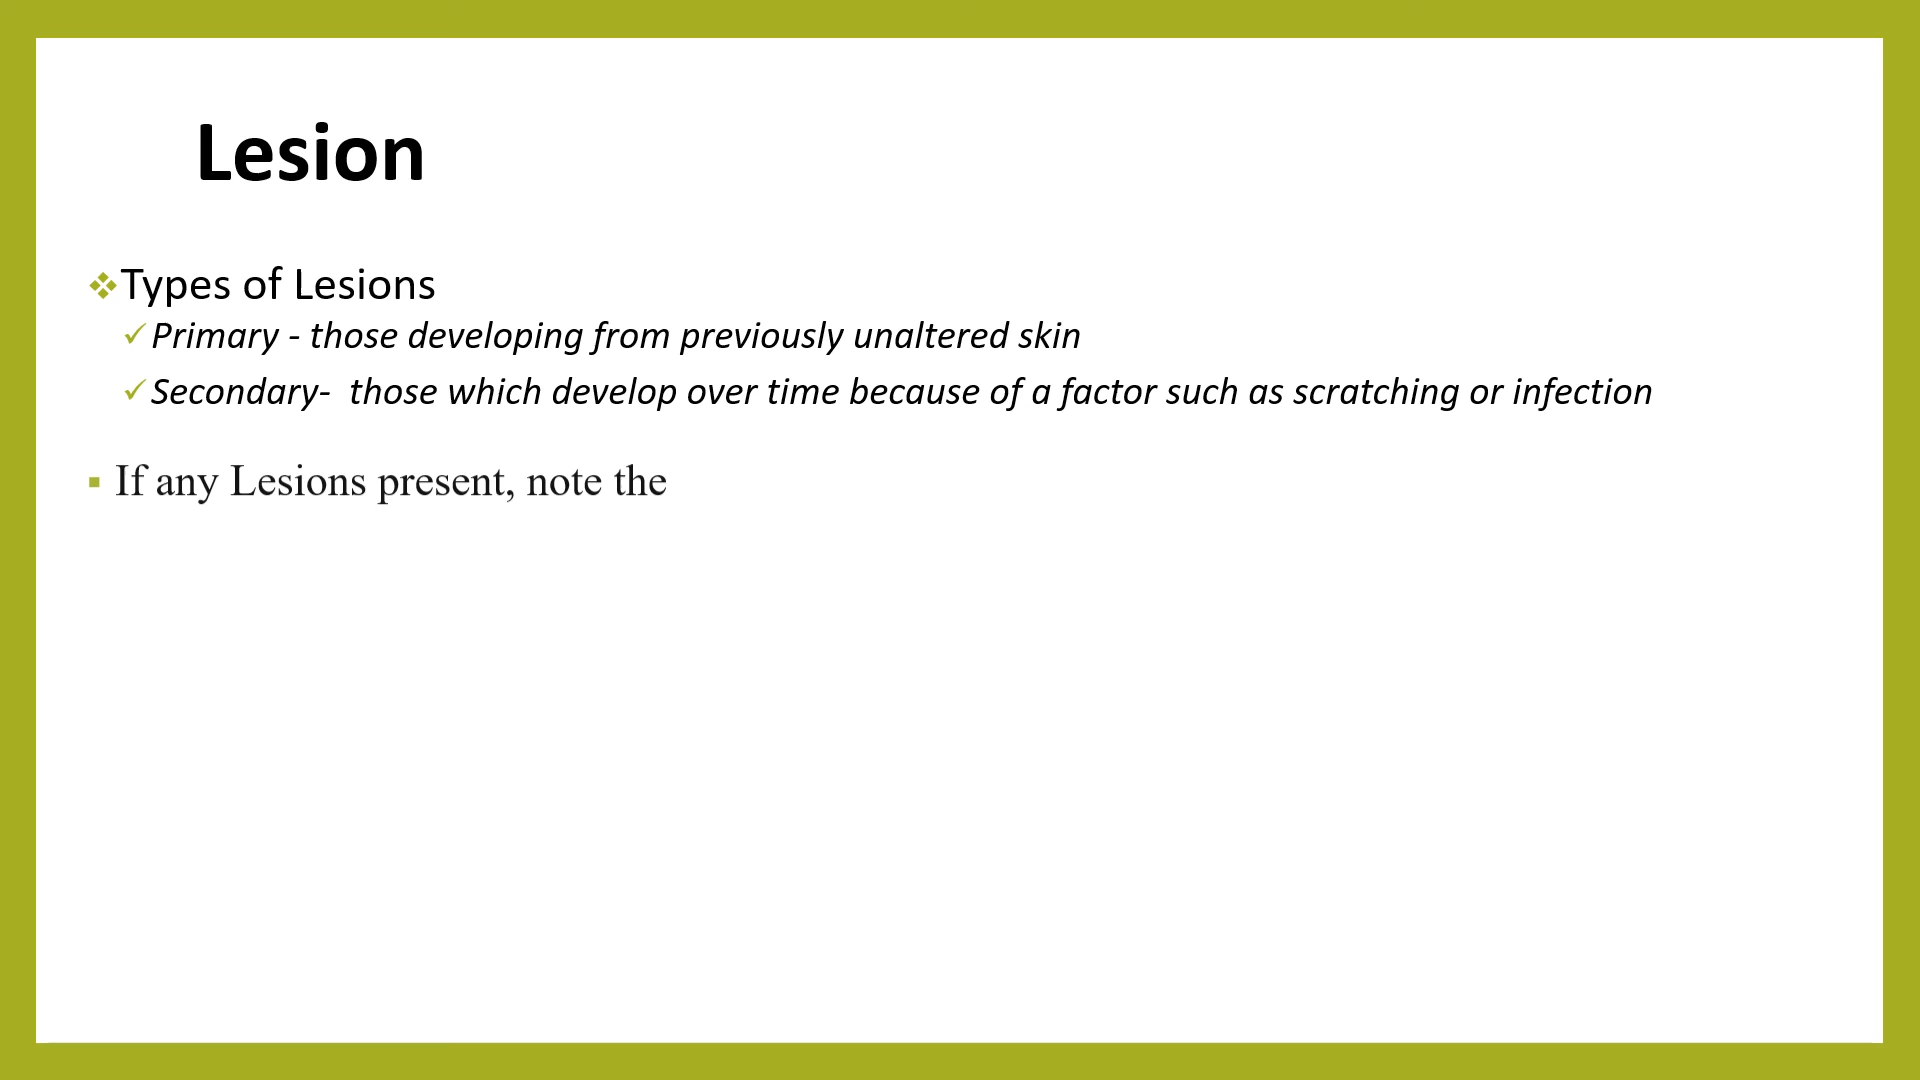 Lesion
❖Types of Lesions
✓Primary - those developing from previously unaltered skin
✓Secondary-  those which develop over time because of a factor such as scratching or infection
▪ If any Lesions present, note the